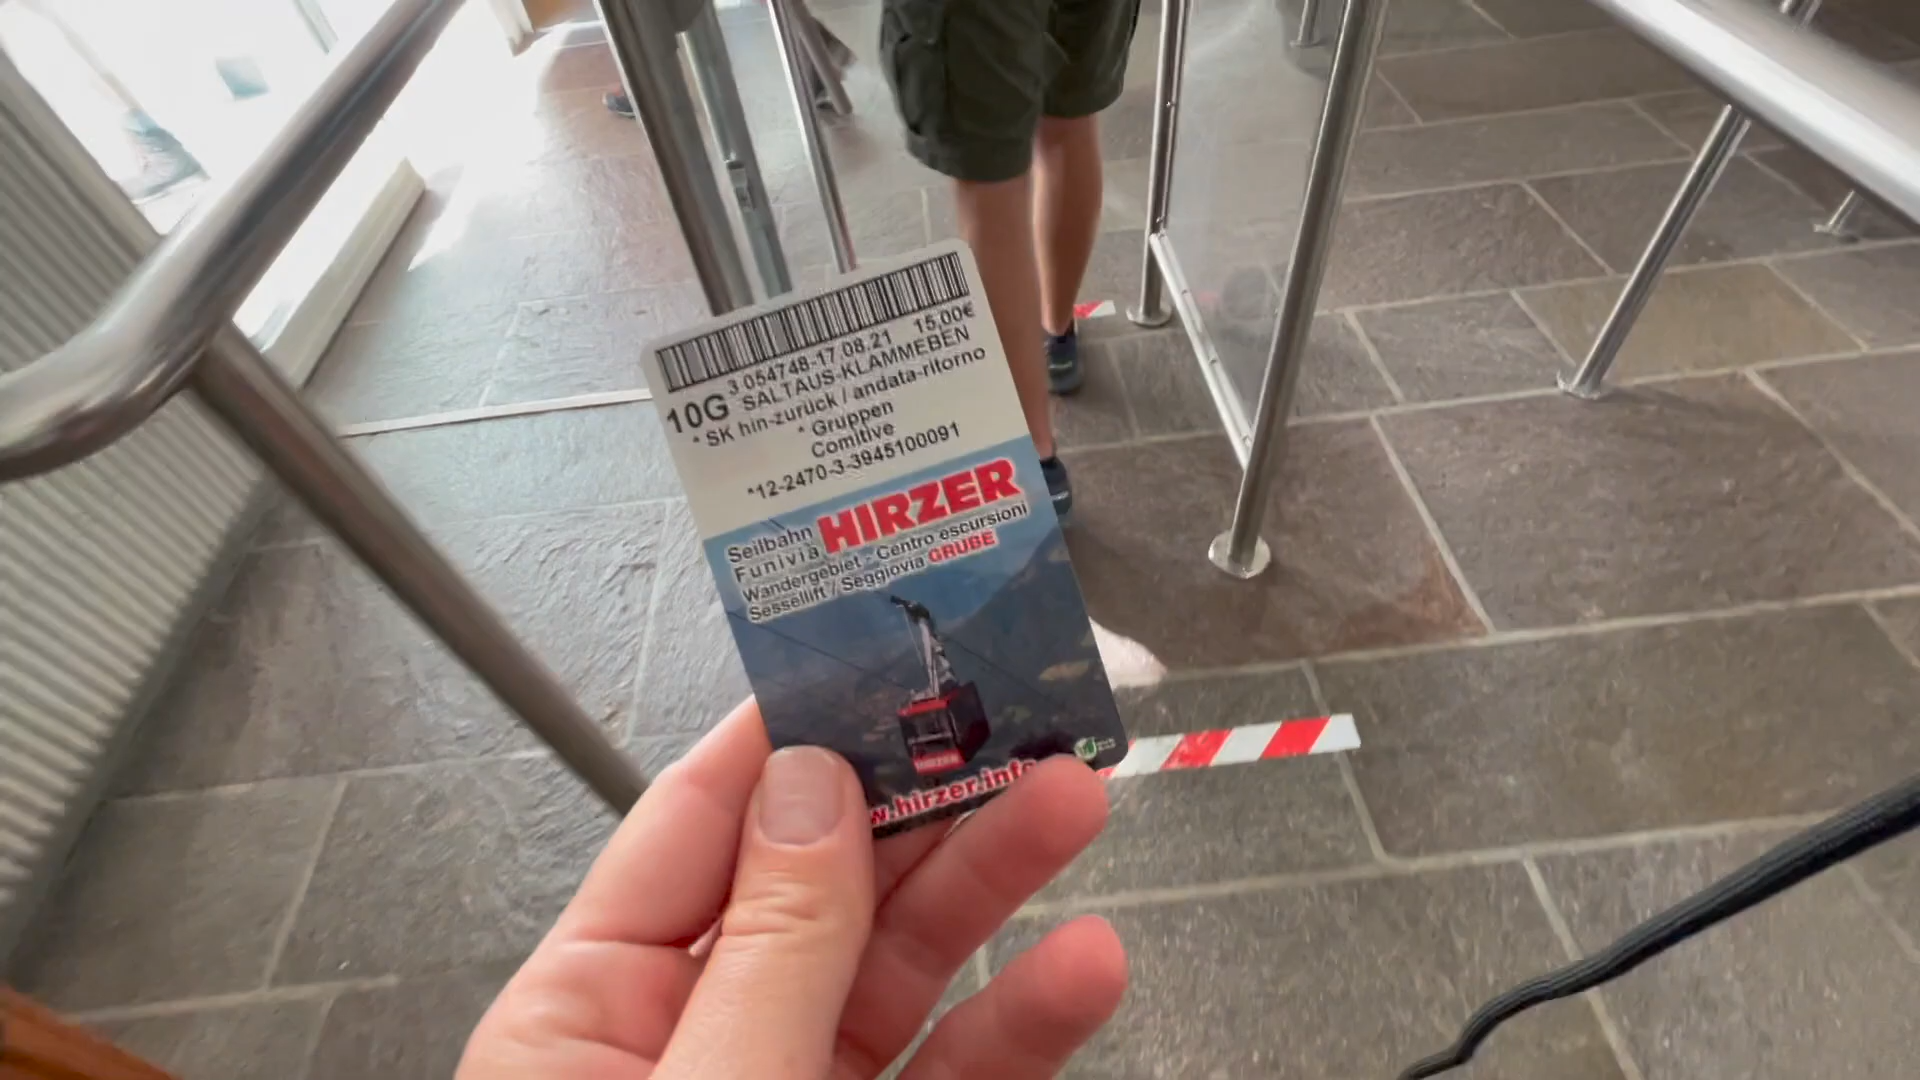 3 054748-17.08.21 15,00€
10G SALTAUS-KLAMMEBEN
* SK hin-zurück / andata-ritorno
* Gruppen
Comitive
*12-2470-3-3945100091
Seilbahn HIRZER
Funivia
Wandergebiet - Centro escursioni
Sessellift / Seggiovia GRUBE
HIRZER
w.hirzer.info